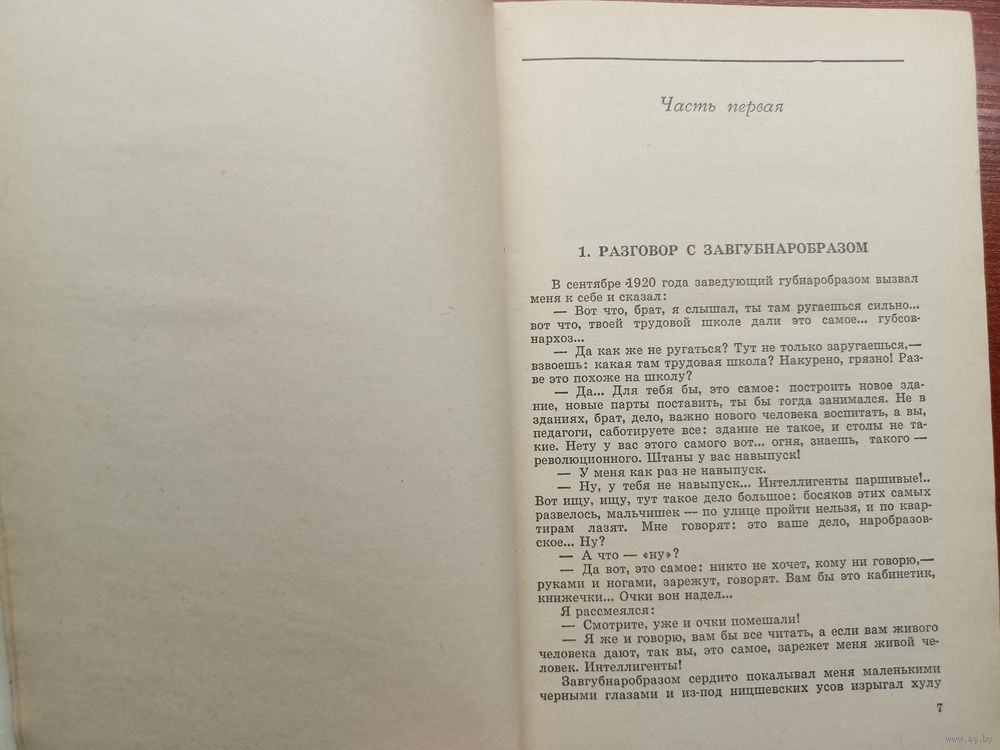 Часть первая
1. РАЗГОВОР С ЗАВГУБНАРОБРАЗОМ
В сентябре 1920 года заведующий губнаробразом вызвал
меня к себе и сказал:
— Вот что, брат, я слышал, ты там ругаешься сильно...
вот что, твоей трудовой школе дали это самое... губсов-
нархоз...
— Да как же не ругаться? Тут не только заругаешься,—
взвоешь: какая там трудовая школа? Накурено, грязно! Раз-
ве это похоже на школу?
— Да... Для тебя бы, это самое: построить новое зда-
ние, новые парты поставить, ты бы тогда занимался. Не в
зданиях, брат, дело, важно нового человека воспитать, а вы,
педагоги, саботируете все: здание не такое, и столы не та-
кие. Нету у вас этого самого вот... огня, знаешь, такого —
революционного. Штаны у вас навыпуск!
— У меня как раз не навыпуск.
— Ну, у тебя не навыпуск... Интеллигенты паршивые!..
Вот ищу, ищу, тут такое дело большое: босяков этих самых
развелось, мальчишек — по улице пройти нельзя, и по квар-
тирам лазят. Мне говорят: это ваше дело, наробразов-
ское... Ну?
— А что — «ну»?
— Да вот, это самое: никто не хочет, кому ни говорю,—
руками и ногами, зарежут, говорят. Вам бы это кабинетик,
книжечки... Очки вон надел...
Я рассмеялся:
— Смотрите, уже и очки помешали!
— Я же и говорю, вам бы все читать, а если вам живого
человека дают, так вы, это самое, зарежет меня живой че-
ловек. Интеллигенты!
Завгубнаробразом сердито покалывал меня маленькими
черными глазами и из-под ницшевских усов изрыгал хулу
7
www.ay.by